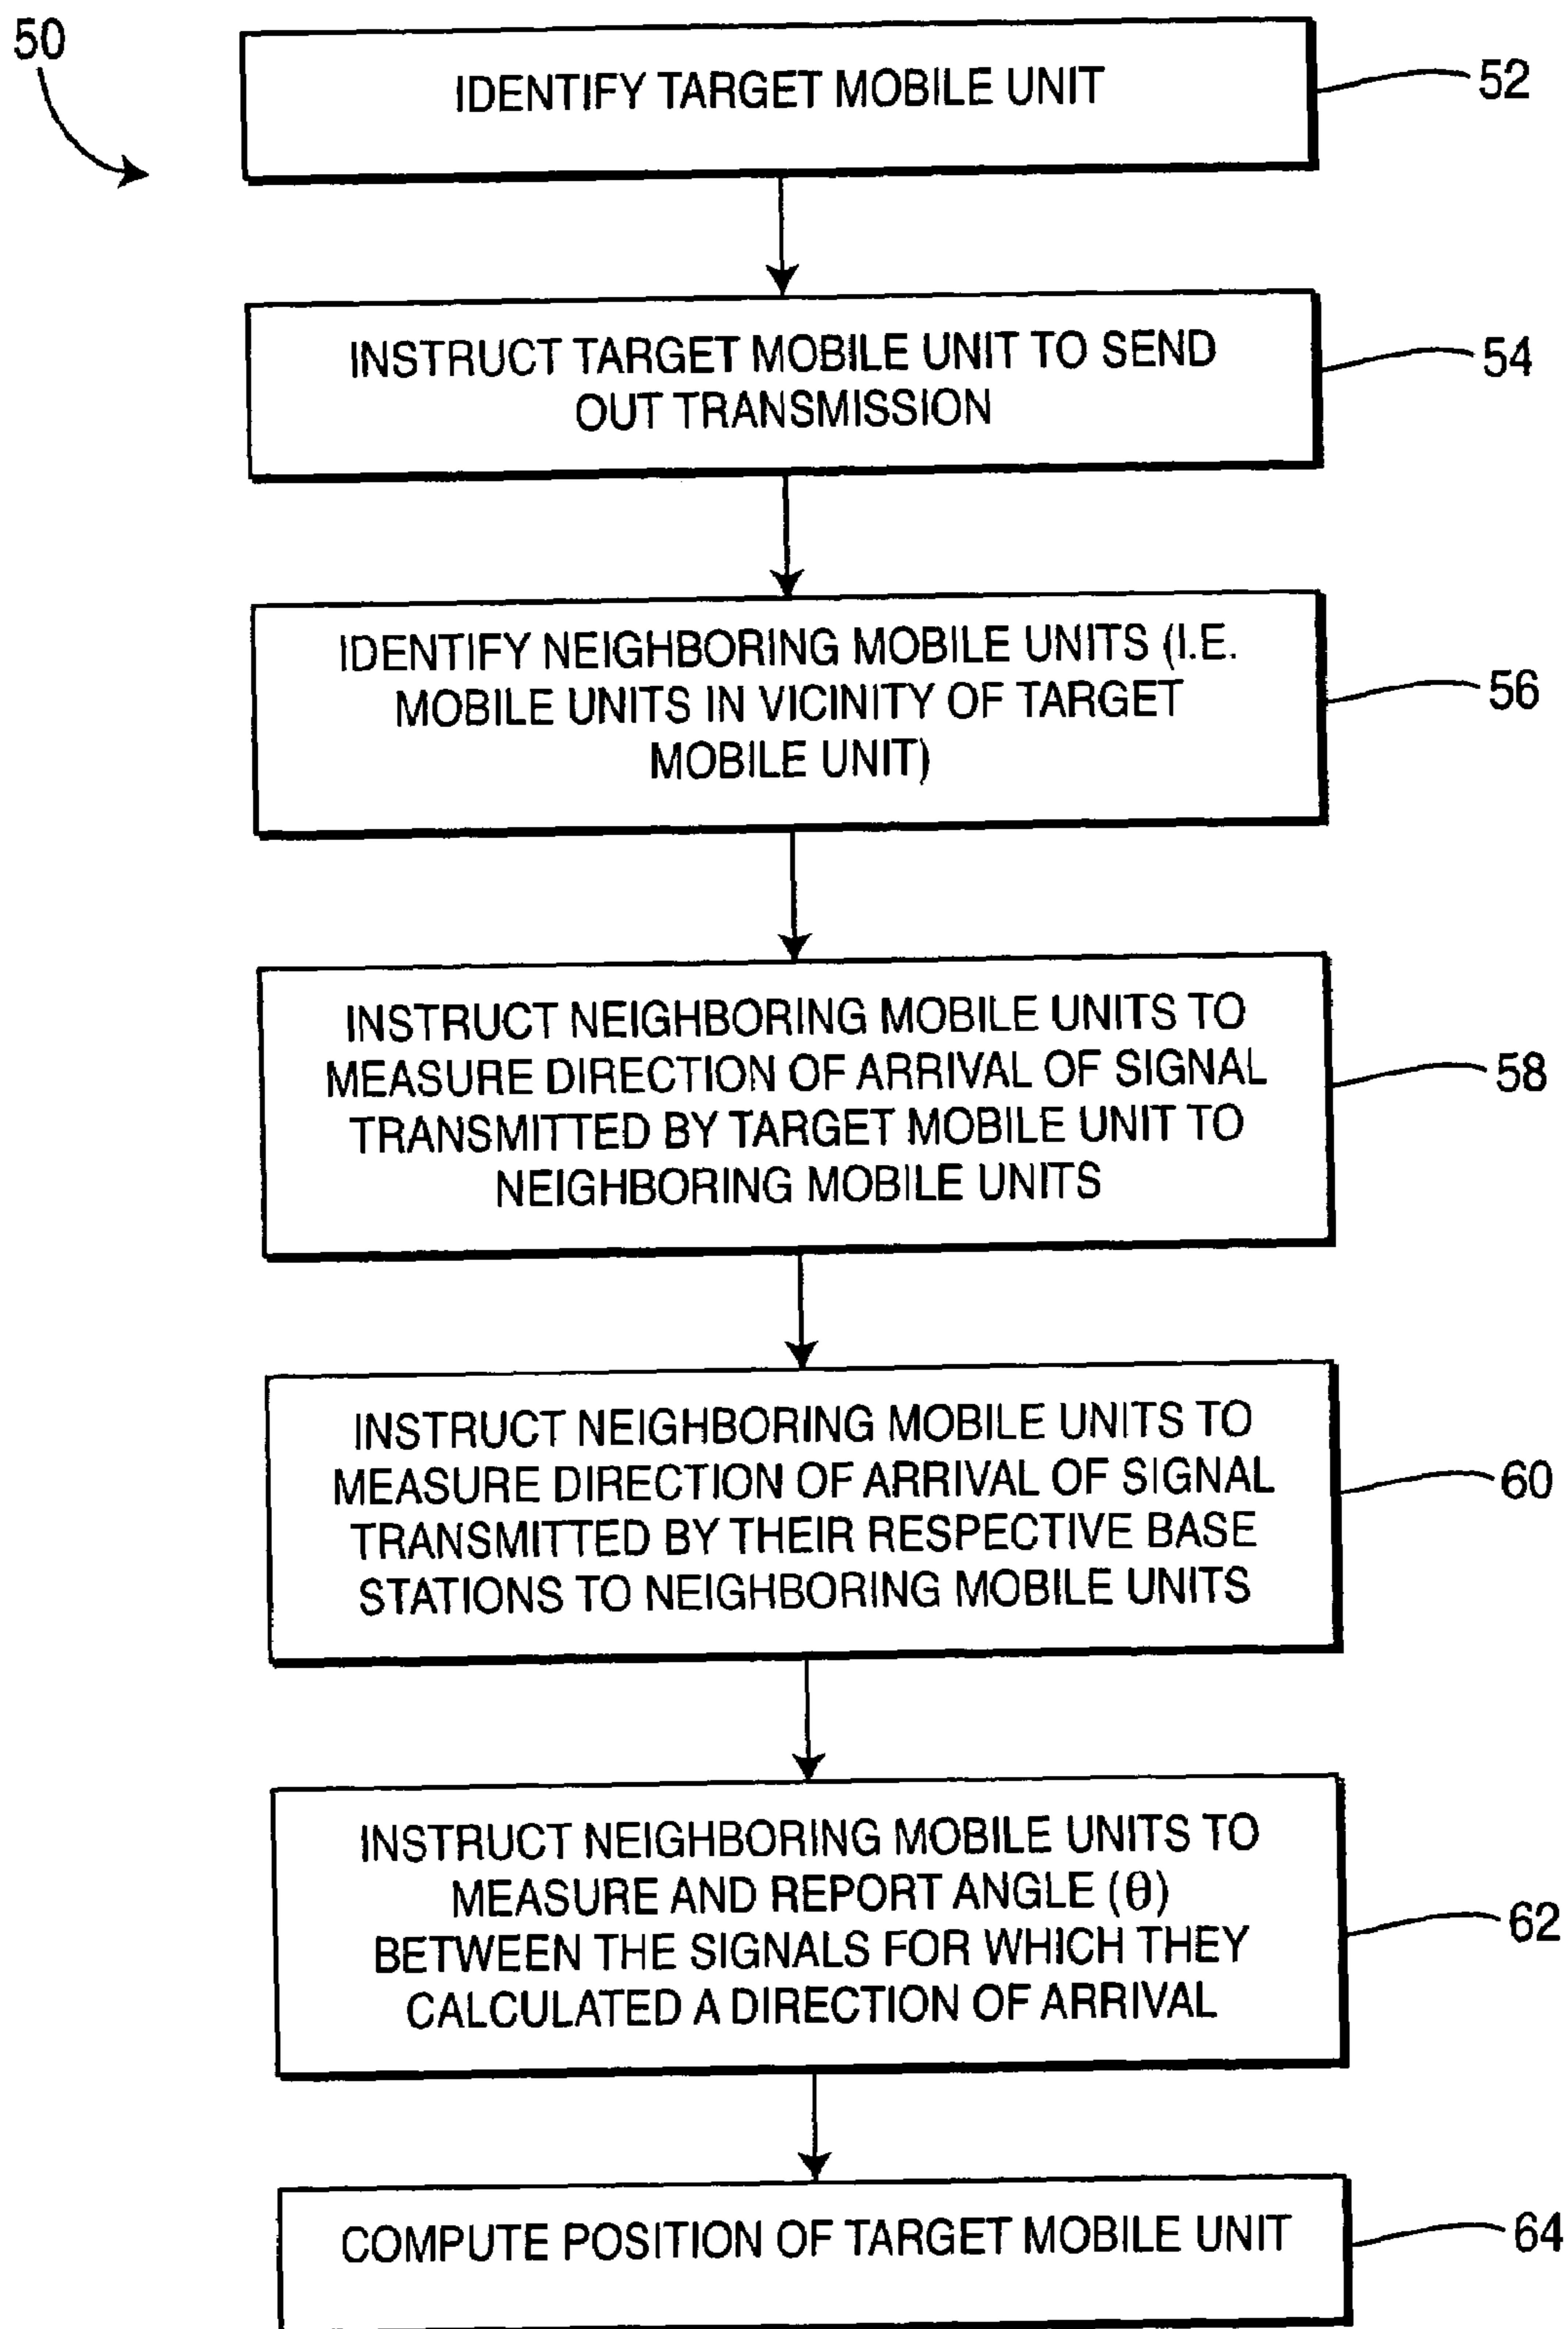 50
IDENTIFY TARGET MOBILE UNIT
52
INSTRUCT TARGET MOBILE UNIT TO SEND
OUT TRANSMISSION
54
IDENTIFY NEIGHBORING MOBILE UNITS (I.E.
MOBILE UNITS IN VICINITY OF TARGET
MOBILE UNIT)
56
INSTRUCT NEIGHBORING MOBILE UNITS TO
MEASURE DIRECTION OF ARRIVAL OF SIGNAL
TRANSMITTED BY TARGET MOBILE UNIT TO
NEIGHBORING MOBILE UNITS
58
INSTRUCT NEIGHBORING MOBILE UNITS TO
MEASURE DIRECTION OF ARRIVAL OF SIGNAL
TRANSMITTED BY THEIR RESPECTIVE BASE
STATIONS TO NEIGHBORING MOBILE UNITS
60
INSTRUCT NEIGHBORING MOBILE UNITS TO
MEASURE AND REPORT ANGLE (θ)
BETWEEN THE SIGNALS FOR WHICH THEY
CALCULATED A DIRECTION OF ARRIVAL
62
COMPUTE POSITION OF TARGET MOBILE UNIT
64